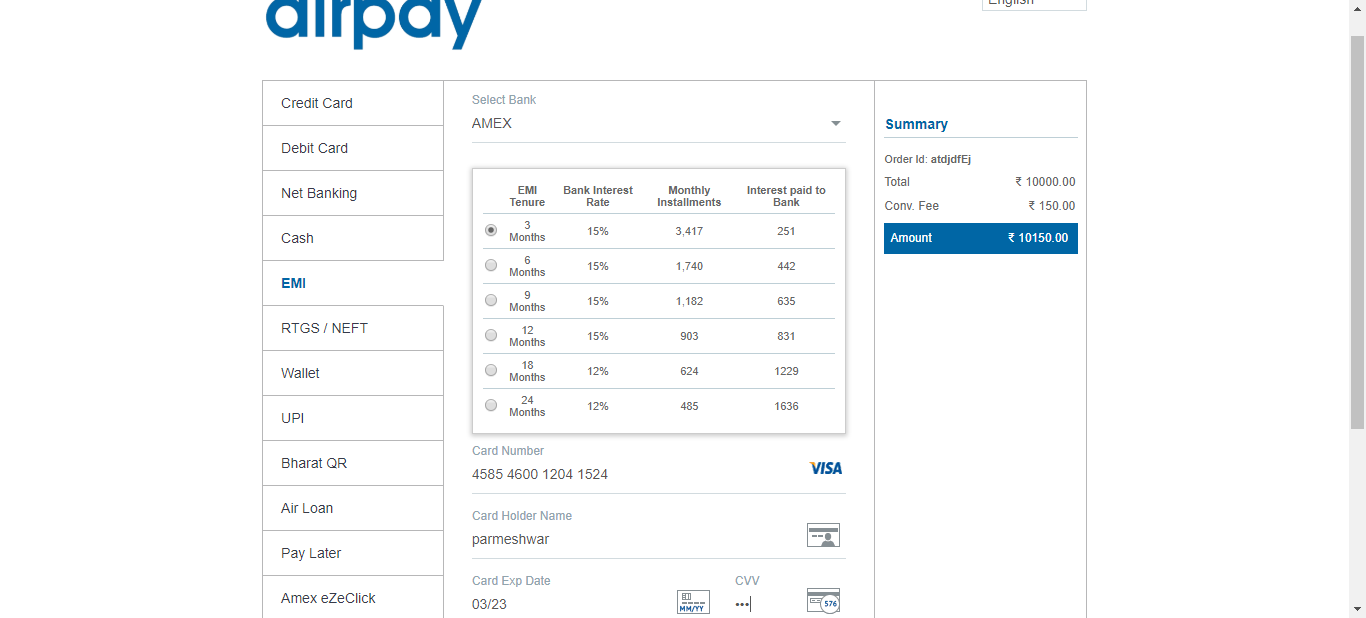 airpay
English
Credit Card
Debit Card
Net Banking
Cash
EMI
RTGS / NEFT
Wallet
UPI
Bharat QR
Air Loan
Pay Later
Amex eZeClick
Select Bank
AMEX
EMI Tenure Bank Interest Rate Monthly Installments Interest paid to Bank
3 Months 15% 3,417 251
6 Months 15% 1,740 442
9 Months 15% 1,182 635
12 Months 15% 903 831
18 Months 12% 624 1229
24 Months 12% 485 1636
Card Number
4585 4600 1204 1524 VISA
Card Holder Name
parmeshwar
Card Exp Date CVV
03/23 MM/YY ••• 576
Summary
Order Id: atdjdfEj
Total ₹ 10000.00
Conv. Fee ₹ 150.00
Amount ₹ 10150.00